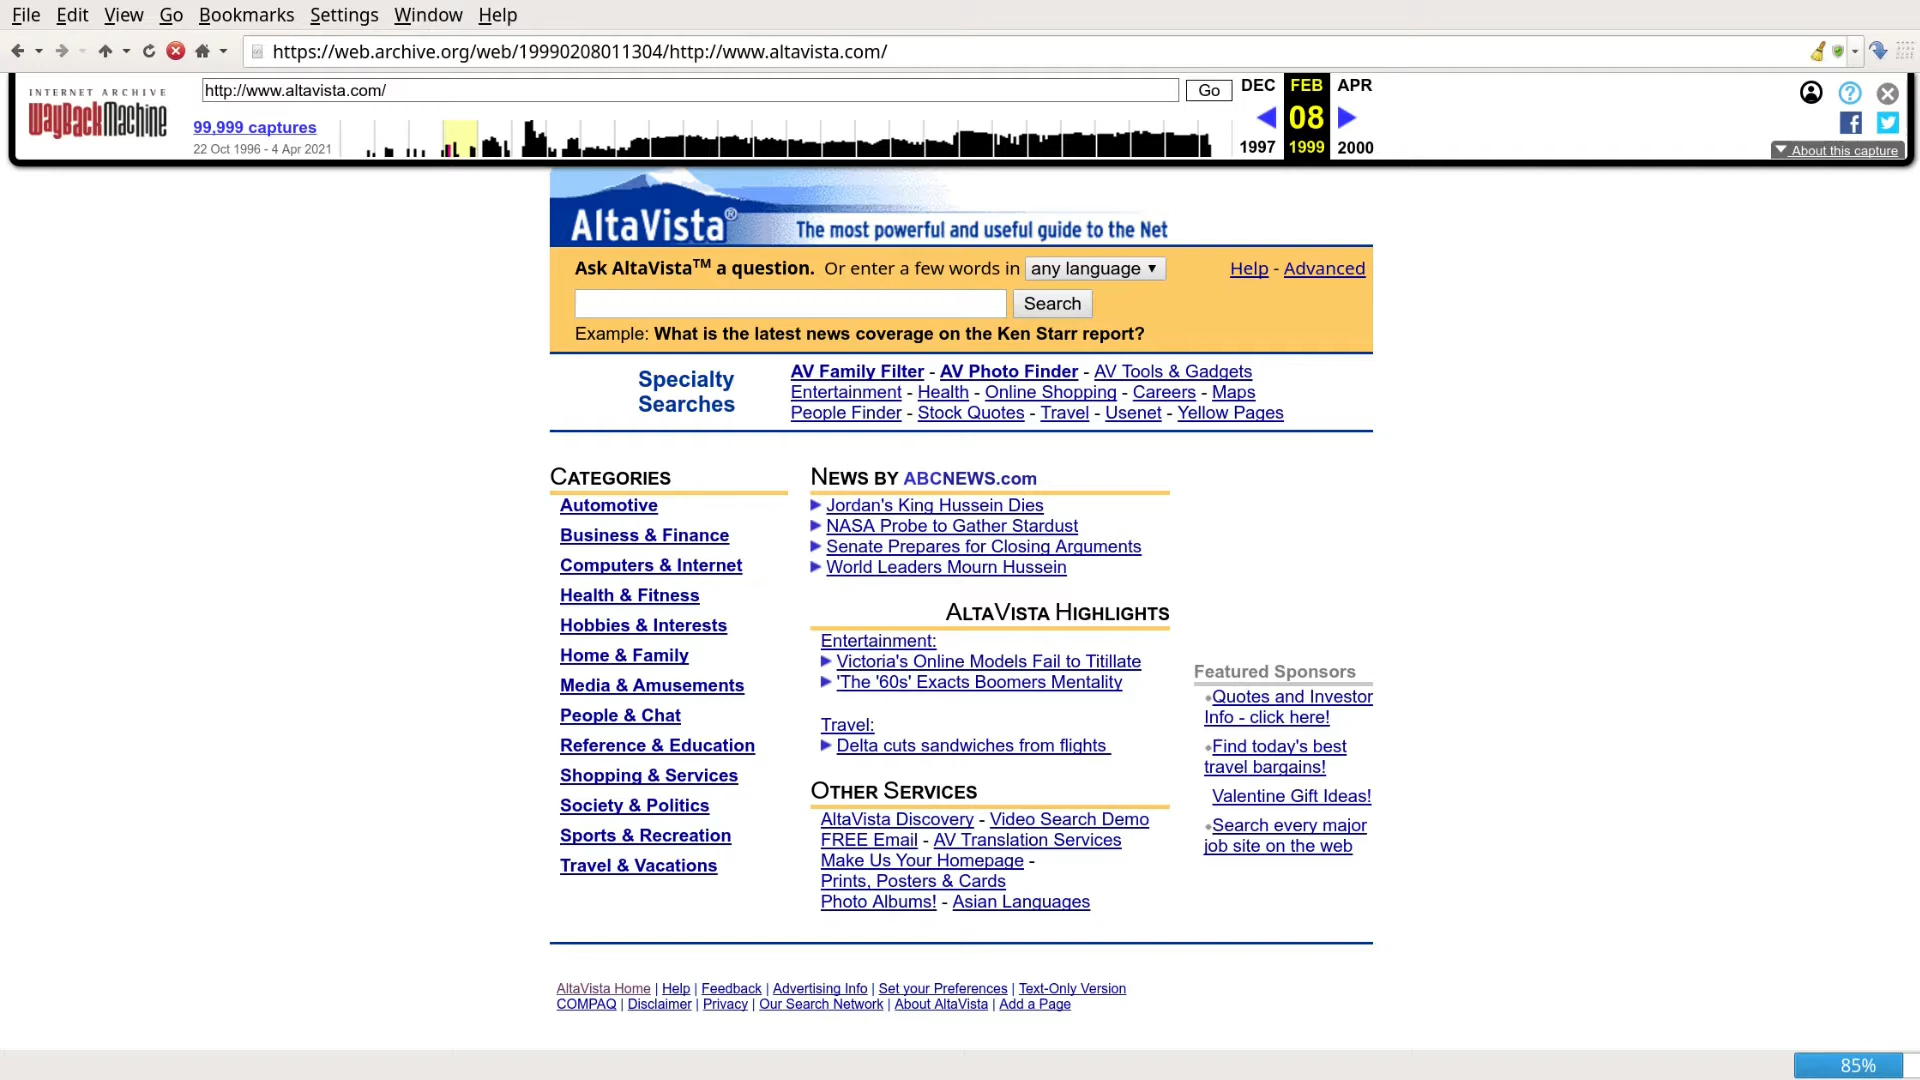 File Edit View Go Bookmarks Settings Window Help
https://web.archive.org/web/19990208011304/http://www.altavista.com/
INTERNET ARCHIVE
WayBackMachine
http://www.altavista.com/
Go
DEC FEB APR
99,999 captures
08
22 Oct 1996 - 4 Apr 2021
1997 1999 2000
About this capture
AltaVista®
The most powerful and useful guide to the Net
Ask AltaVista™ a question. Or enter a few words in any language Help - Advanced
Search
Example: What is the latest news coverage on the Ken Starr report?
Specialty
Searches
AV Family Filter - AV Photo Finder - AV Tools & Gadgets
Entertainment - Health - Online Shopping - Careers - Maps
People Finder - Stock Quotes - Travel - Usenet - Yellow Pages
CATEGORIES
Automotive
Business & Finance
Computers & Internet
Health & Fitness
Hobbies & Interests
Home & Family
Media & Amusements
People & Chat
Reference & Education
Shopping & Services
Society & Politics
Sports & Recreation
Travel & Vacations
NEWS BY ABCNEWS.com
Jordan's King Hussein Dies
NASA Probe to Gather Stardust
Senate Prepares for Closing Arguments
World Leaders Mourn Hussein
ALTAVISTA HIGHLIGHTS
Entertainment:
Victoria's Online Models Fail to Titillate
'The '60s' Exacts Boomers Mentality
Travel:
Delta cuts sandwiches from flights
OTHER SERVICES
AltaVista Discovery - Video Search Demo
FREE Email - AV Translation Services
Make Us Your Homepage -
Prints, Posters & Cards
Photo Albums! - Asian Languages
Featured Sponsors
Quotes and Investor
Info - click here!
Find today's best
travel bargains!
Valentine Gift Ideas!
Search every major
job site on the web
AltaVista Home | Help | Feedback | Advertising Info | Set your Preferences | Text-Only Version
COMPAQ | Disclaimer | Privacy | Our Search Network | About AltaVista | Add a Page
85%